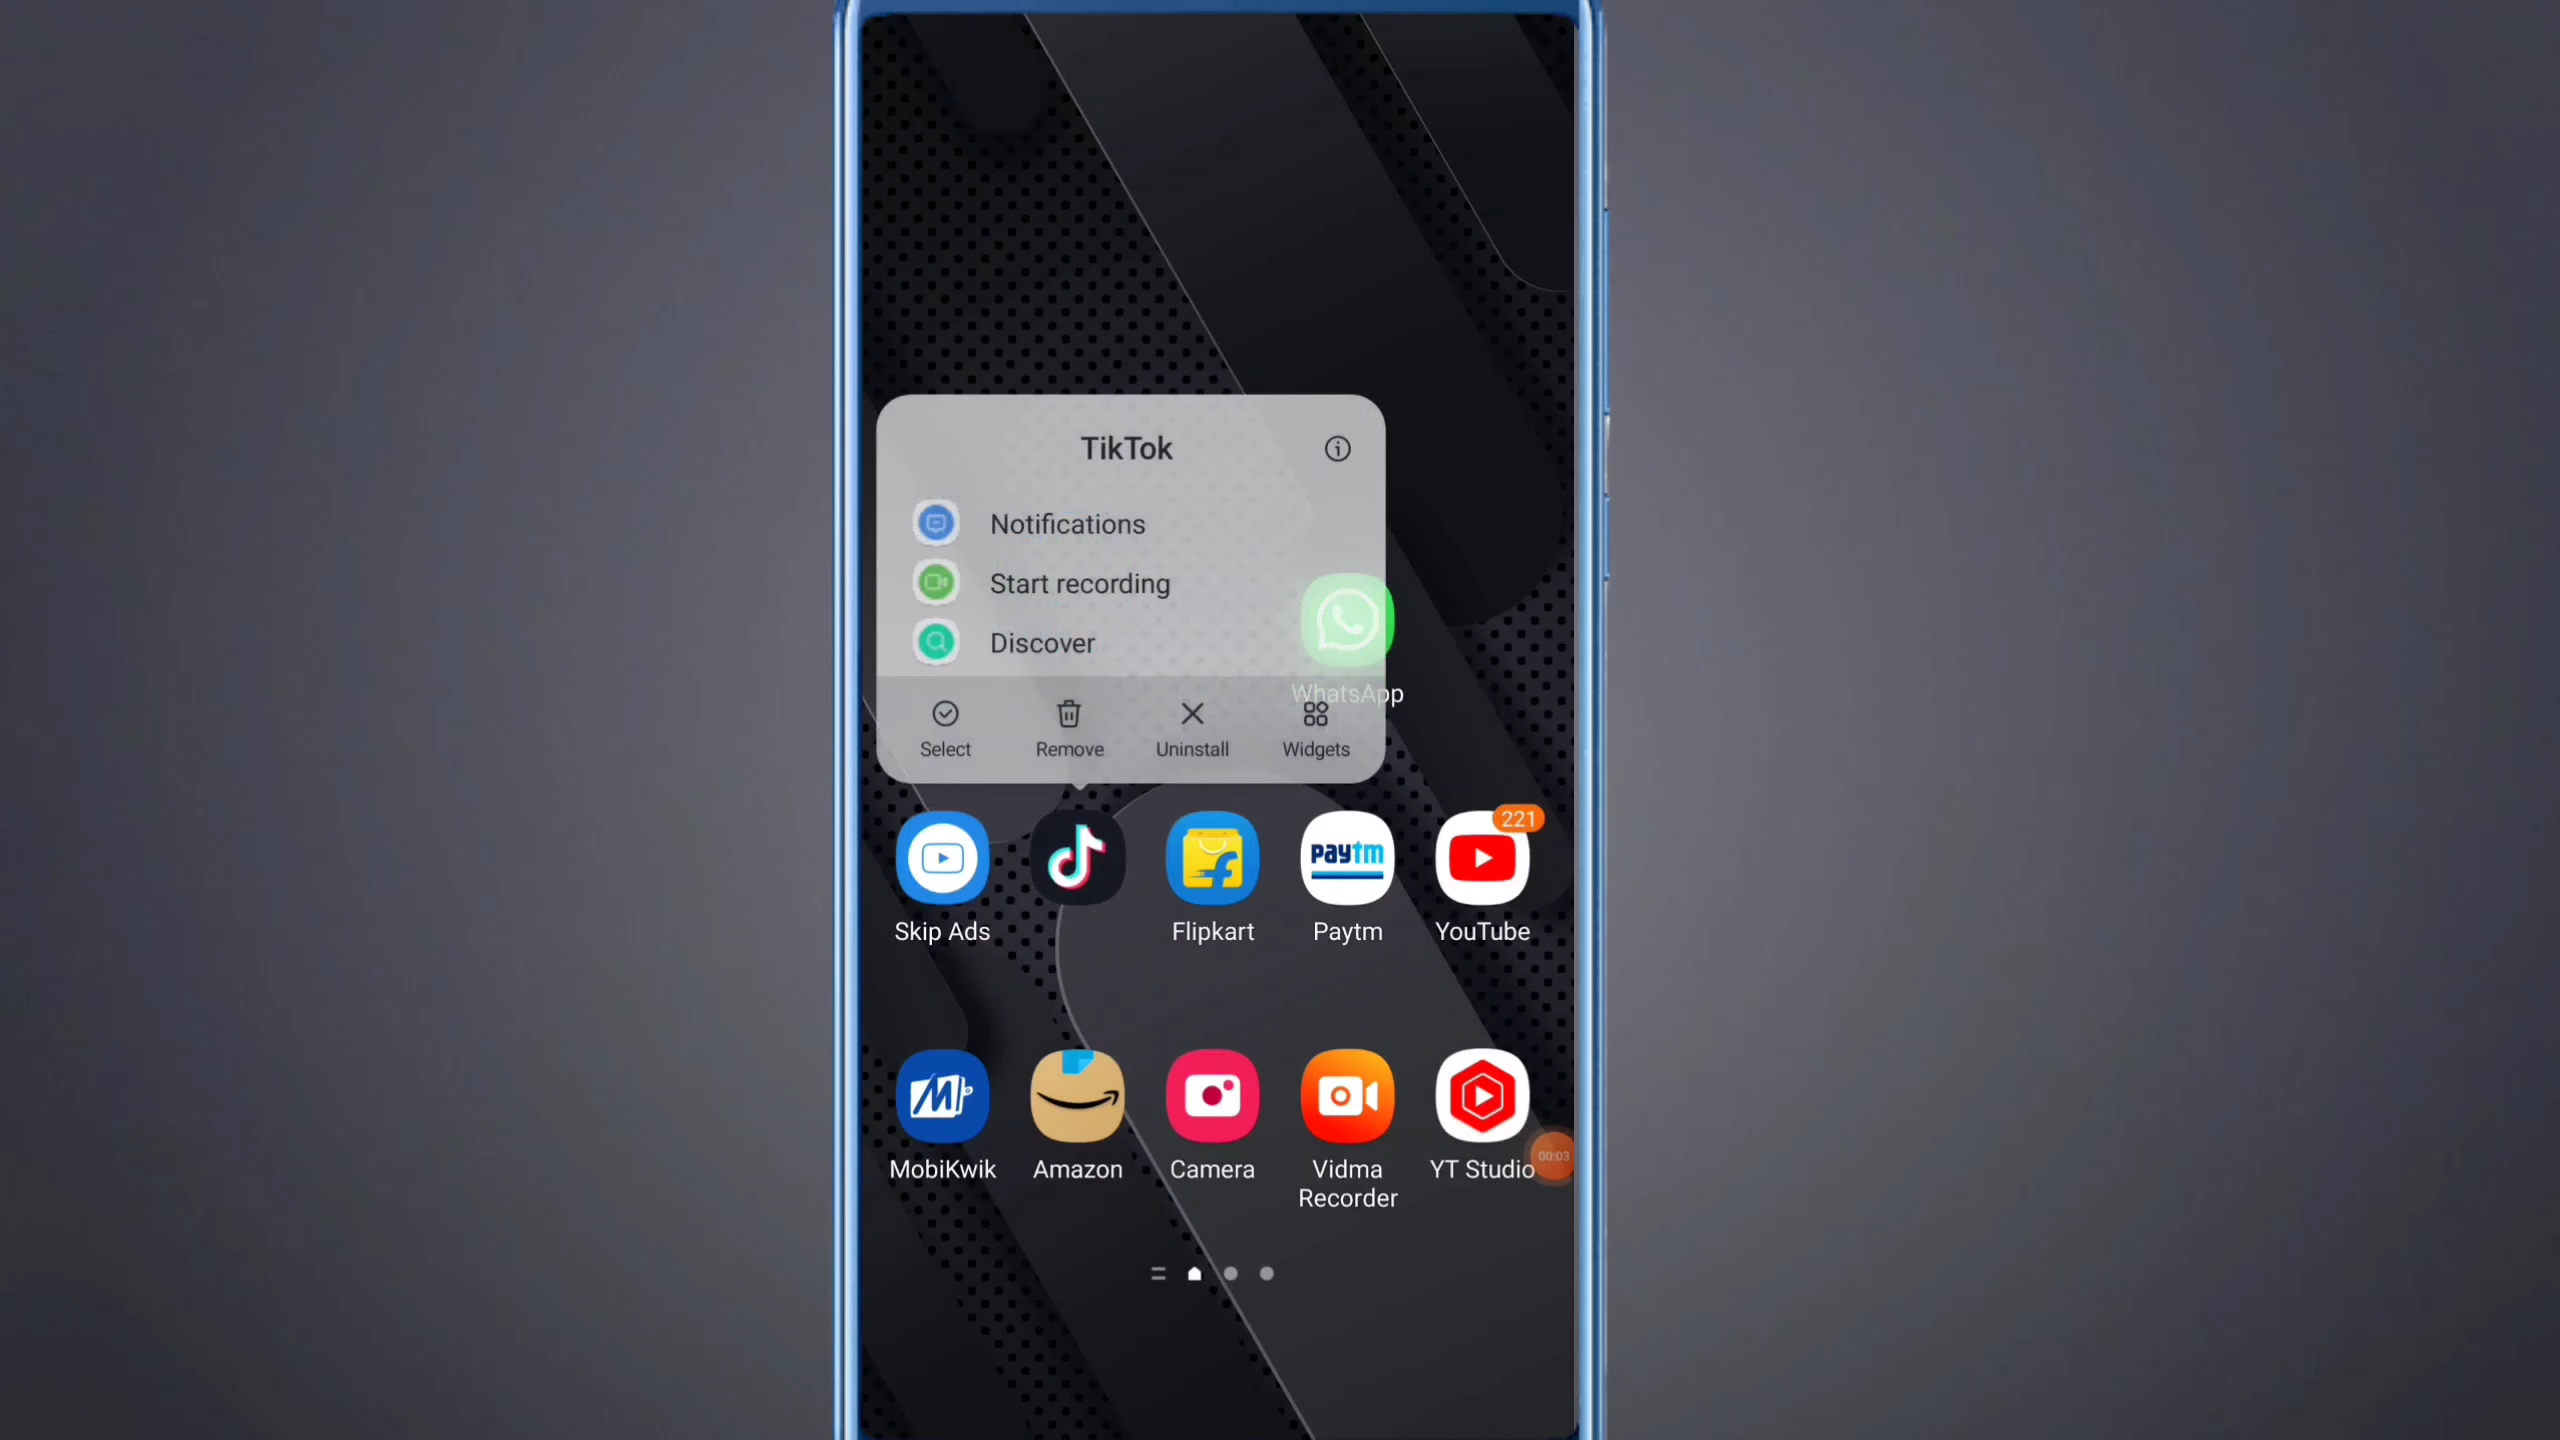 TikTok
Notifications
Start recording
Discover
WhatsApp
Select Remove Uninstall Widgets
221
paytm
Skip Ads Flipkart Paytm YouTube
00:03
MobiKwik Amazon Camera Vidma YT Studio
Recorder